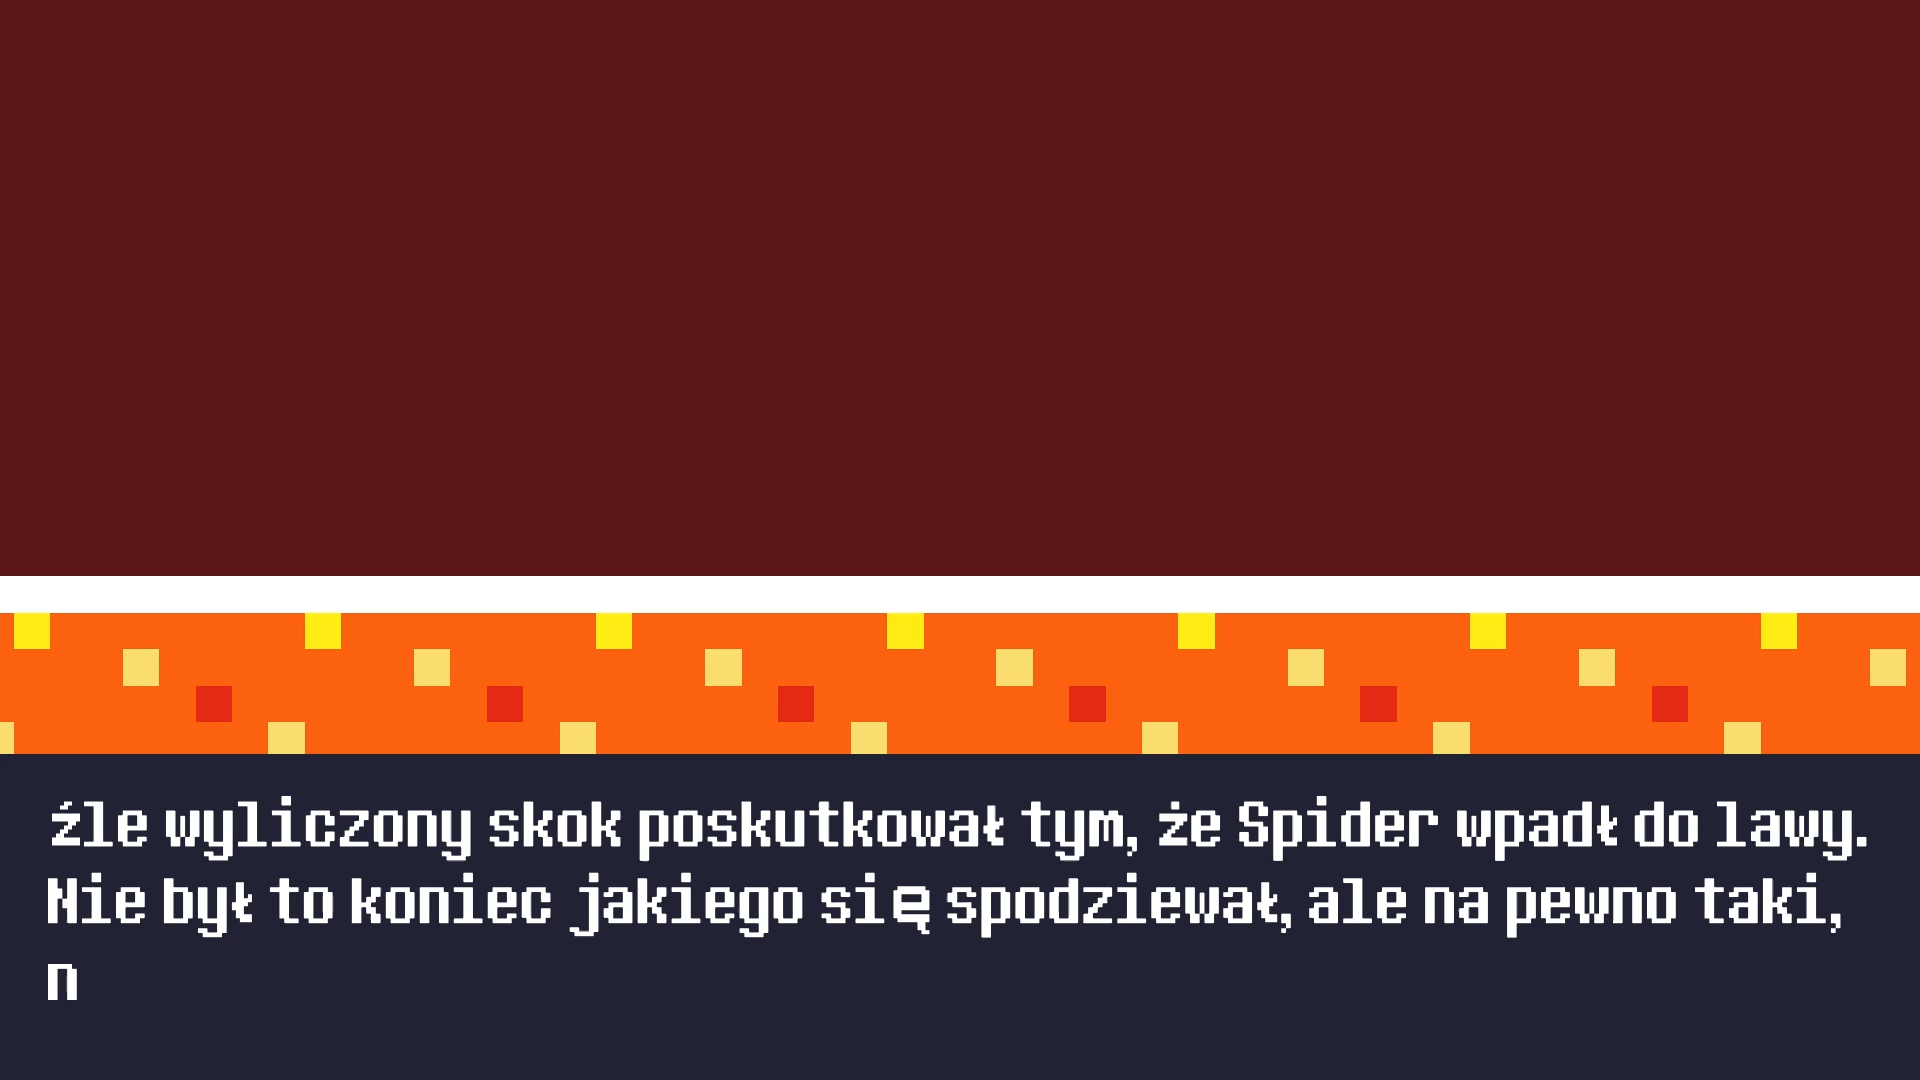 źle wyliczony skok poskutkował tym, że Spider wpadł do lawy.
Nie był to koniec jakiego się spodziewał, ale na pewno taki,
n